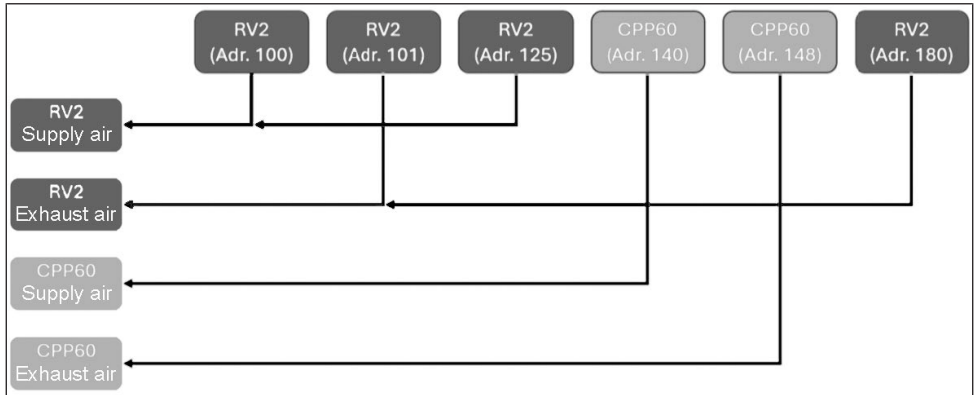 RV2
(Adr. 100)
RV2
(Adr. 101)
RV2
(Adr. 125)
CPP60
(Adr. 140)
CPP60
(Adr. 148)
RV2
(Adr. 180)
RV2
Supply air
RV2
Exhaust air
CPP60
Supply air
CPP60
Exhaust air